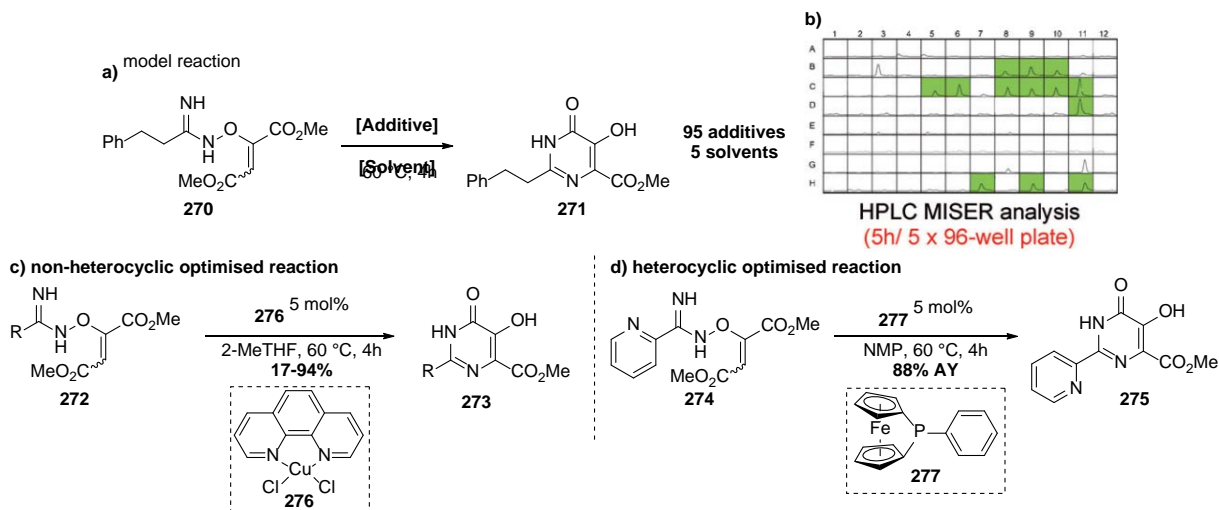 a) model reaction
NH
Ph
N
H
O
CO2Me
MeO2C
270
[Additive]
[Solvent]
60 °C, 4h
O
HN
OH
N
CO2Me
Ph
271
95 additives
5 solvents
b)
1 2 3 4 5 6 7 8 9 10 11 12
A
B
C
D
E
F
G
H
HPLC MISER analysis
(5h/ 5 x 96-well plate)
c) non-heterocyclic optimised reaction
NH
R
NH
O
CO2Me
MeO2C
272
276 5 mol%
2-MeTHF, 60 °C, 4h
17-94%
N N
Cu
Cl Cl
276
O
HN
OH
R
N
CO2Me
273
d) heterocyclic optimised reaction
NH
N
N
H
O
CO2Me
MeO2C
274
277 5 mol%
NMP, 60 °C, 4h
88% AY
Fe
P
277
O
HN
OH
N
CO2Me
N
275